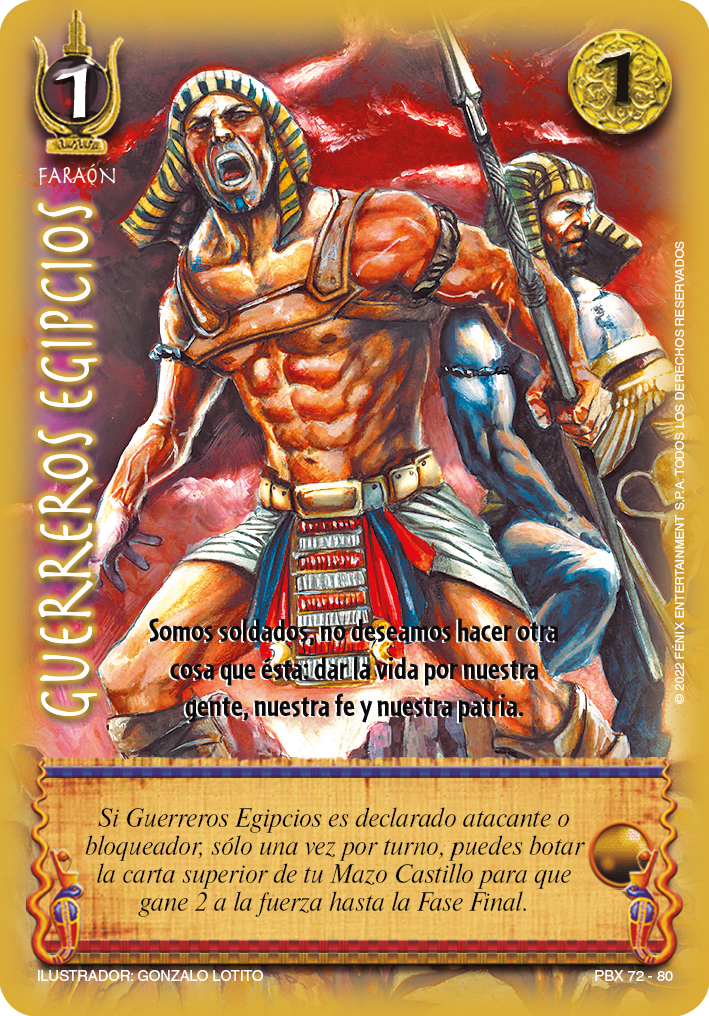 1
1
FARAÓN
GUERREROS EGIPCIOS
© 2022 FÉNIX ENTERTAINMENT S.P.A. TODOS LOS DERECHOS RESERVADOS
Somos soldados, no deseamos hacer otra
cosa que ésta: dar la vida por nuestra
gente, nuestra fe y nuestra patria.
Si Guerreros Egipcios es declarado atacante o
bloqueador, sólo una vez por turno, puedes botar
la carta superior de tu Mazo Castillo para que
gane 2 a la fuerza hasta la Fase Final.
ILUSTRADOR: GONZALO LOTITO
PBX 72 - 80